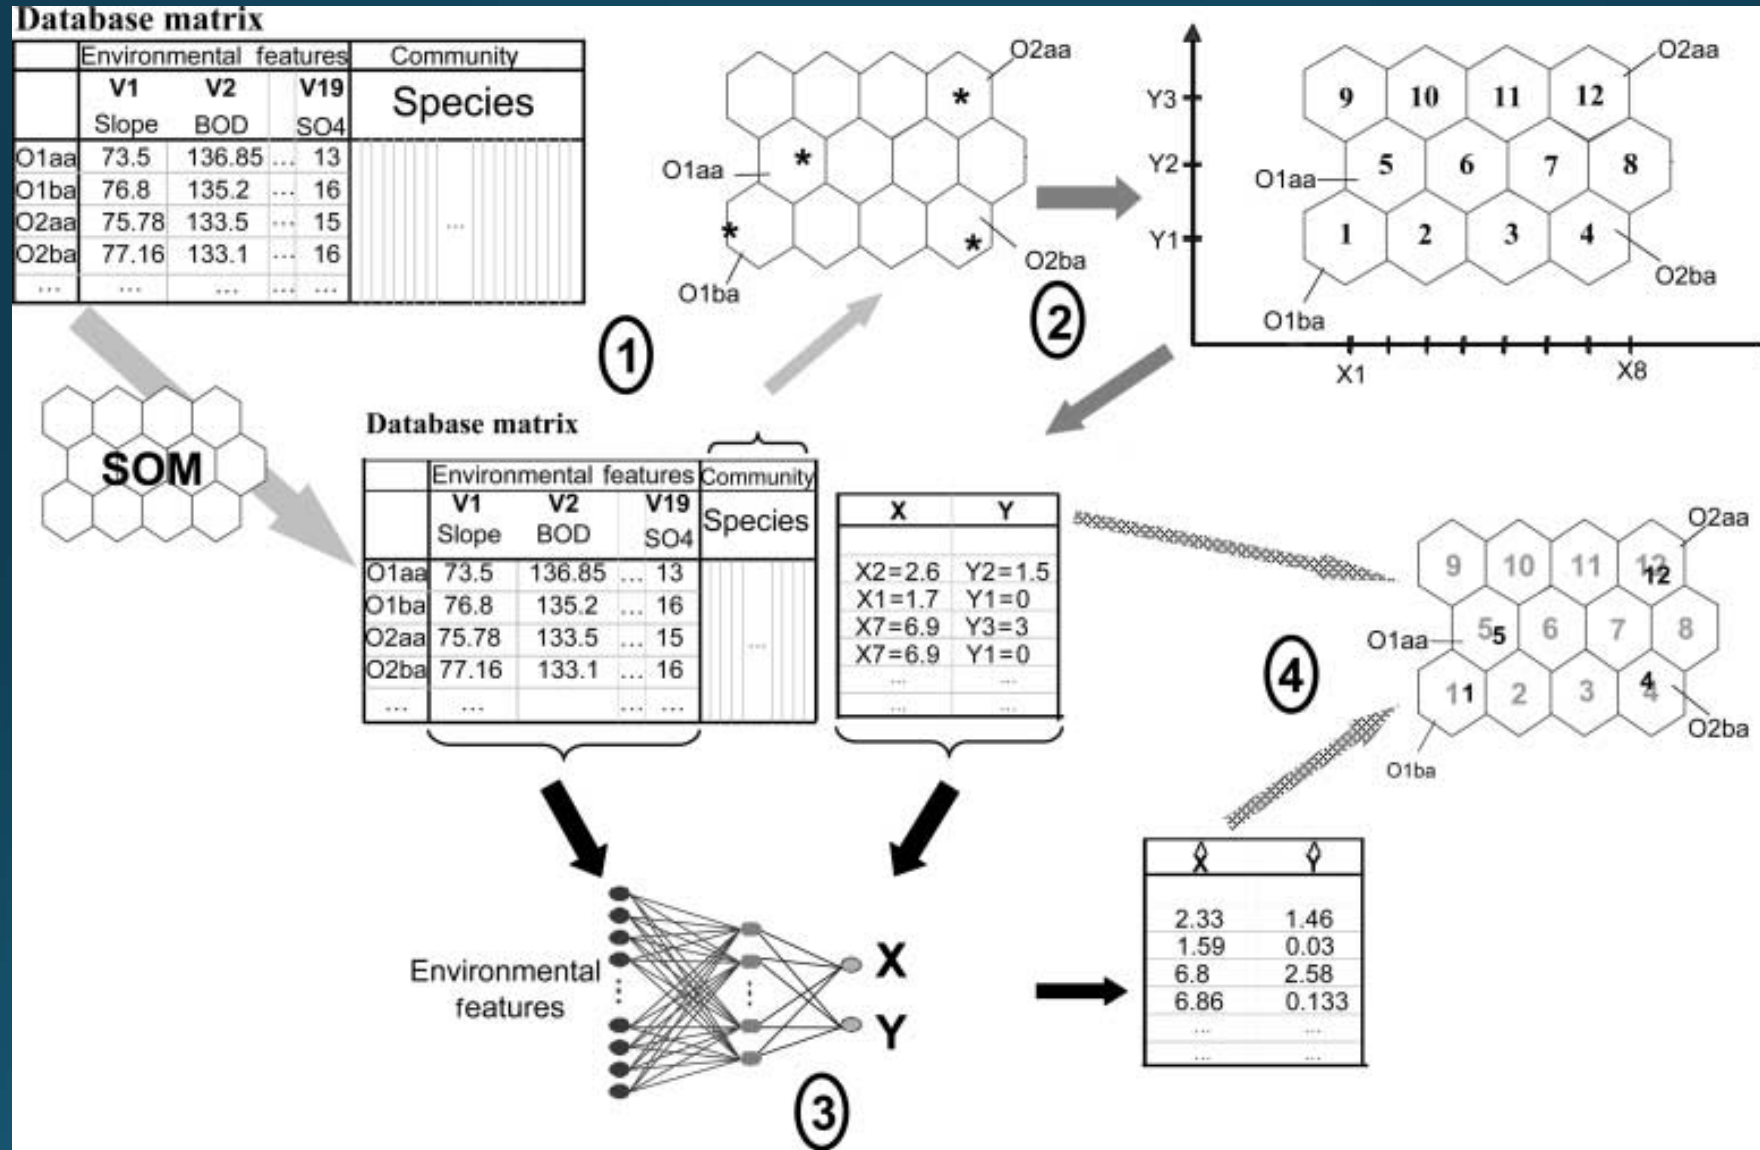 Database matrix
Environmental features Community
V1 V2 V19 Species
Slope BOD SO4
O1aa 73.5 136.85 ... 13
O1ba 76.8 135.2 ... 16
O2aa 75.78 133.5 ... 15 ...
O2ba 77.16 133.1 ... 16
... ... ... ... ...
SOM
1
O2aa
*
O1aa *
* *
O2ba
O1ba
2
Y3 9 10 11 12 O2aa
Y2 O1aa 5 6 7 8
Y1 1 2 3 4
O2ba
O1ba
X1 X8
Database matrix
Environmental features Community
V1 V2 V19 Species
Slope BOD SO4
O1aa 73.5 136.85 ... 13
O1ba 76.8 135.2 ... 16
O2aa 75.78 133.5 ... 15 ...
O2ba 77.16 133.1 ... 16
... ... ... ...
X Y
X2=2.6 Y2=1.5
X1=1.7 Y1=0
X7=6.9 Y3=3
X7=6.9 Y1=0
... ...
... ...
Environmental
features
X
Y
3
X̂ Ŷ
2.33 1.46
1.59 0.03
6.8 2.58
6.86 0.133
... ...
... ...
4
O2aa
9 10 11 12 12
O1aa 5 5 6 7 8
1 1 2 3 4 4
O2ba
O1ba